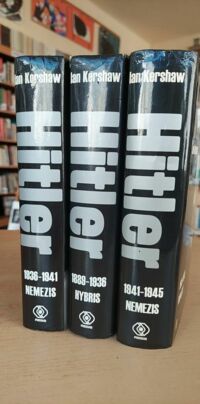 Ian Kershaw
Hitler
1936-1941
NEMEZIS
Ian Kershaw
Hitler
1889-1936
HYBRIS
Ian Kershaw
Hitler
1941-1945
NEMEZIS